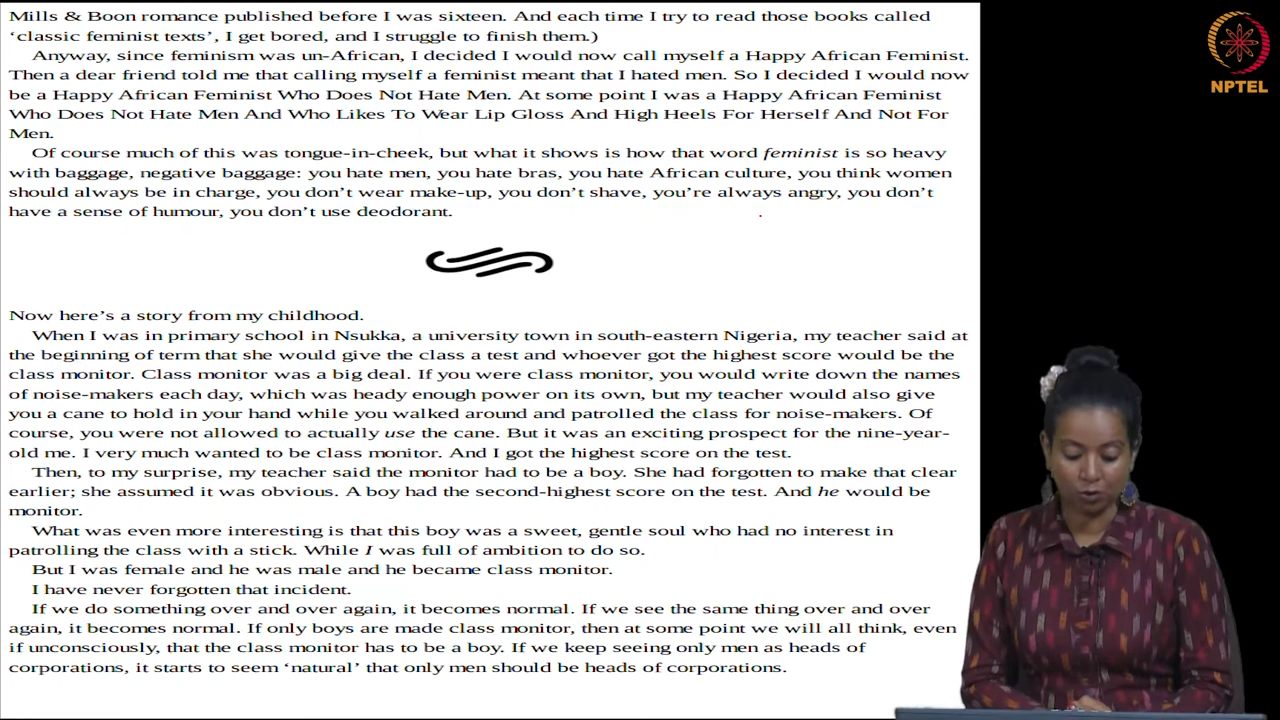 Mills & Boon romance published before I was sixteen. And each time I try to read those books called
‘classic feminist texts’, I get bored, and I struggle to finish them.)
Anyway, since feminism was un-African, I decided I would now call myself a Happy African Feminist.
Then a dear friend told me that calling myself a feminist meant that I hated men. So I decided I would now
be a Happy African Feminist Who Does Not Hate Men. At some point I was a Happy African Feminist
Who Does Not Hate Men And Who Likes To Wear Lip Gloss And High Heels For Herself And Not For
Men.
Of course much of this was tongue-in-cheek, but what it shows is how that word feminist is so heavy
with baggage, negative baggage: you hate men, you hate bras, you hate African culture, you think women
should always be in charge, you don’t wear make-up, you don’t shave, you’re always angry, you don’t
have a sense of humour, you don’t use deodorant.
Now here’s a story from my childhood.
When I was in primary school in Nsukka, a university town in south-eastern Nigeria, my teacher said at
the beginning of term that she would give the class a test and whoever got the highest score would be the
class monitor. Class monitor was a big deal. If you were class monitor, you would write down the names
of noise-makers each day, which was heady enough power on its own, but my teacher would also give
you a cane to hold in your hand while you walked around and patrolled the class for noise-makers. Of
course, you were not allowed to actually use the cane. But it was an exciting prospect for the nine-year-
old me. I very much wanted to be class monitor. And I got the highest score on the test.
Then, to my surprise, my teacher said the monitor had to be a boy. She had forgotten to make that clear
earlier; she assumed it was obvious. A boy had the second-highest score on the test. And he would be
monitor.
What was even more interesting is that this boy was a sweet, gentle soul who had no interest in
patrolling the class with a stick. While I was full of ambition to do so.
But I was female and he was male and he became class monitor.
I have never forgotten that incident.
If we do something over and over again, it becomes normal. If we see the same thing over and over
again, it becomes normal. If only boys are made class monitor, then at some point we will all think, even
if unconsciously, that the class monitor has to be a boy. If we keep seeing only men as heads of
corporations, it starts to seem ‘natural’ that only men should be heads of corporations.
NPTEL